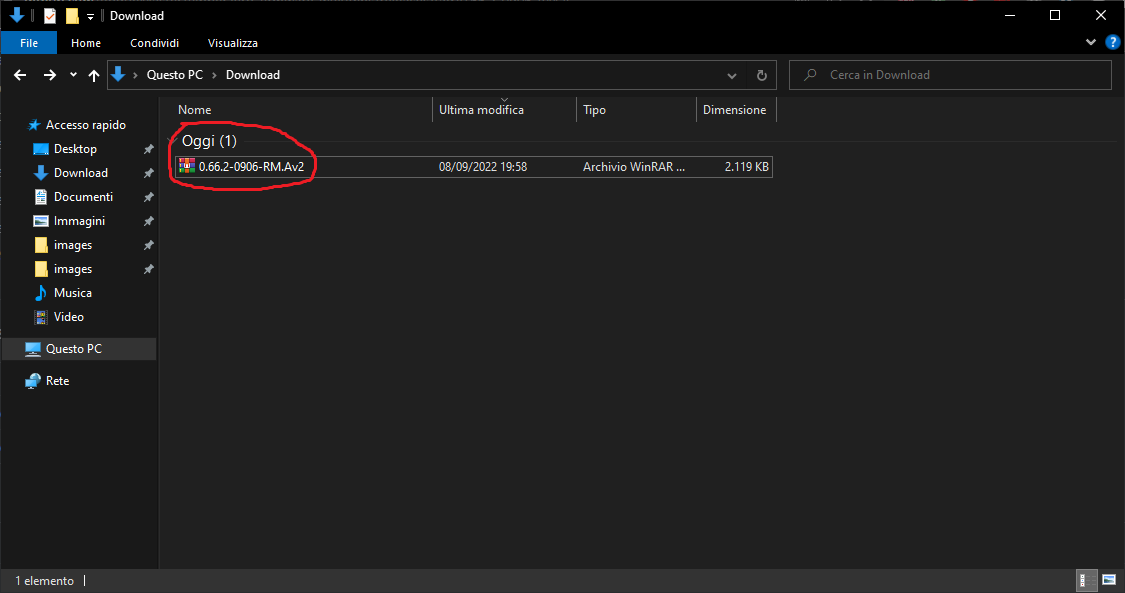 Download
File Home Condividi Visualizza ?
Questo PC Download Cerca in Download
Nome Ultima modifica Tipo Dimensione
Oggi (1)
0.66.2-0906-RM.Av2 08/09/2022 19:58 Archivio WinRAR ... 2.119 KB
Accesso rapido
Desktop
Download
Documenti
Immagini
images
images
Musica
Video
Questo PC
Rete
1 elemento